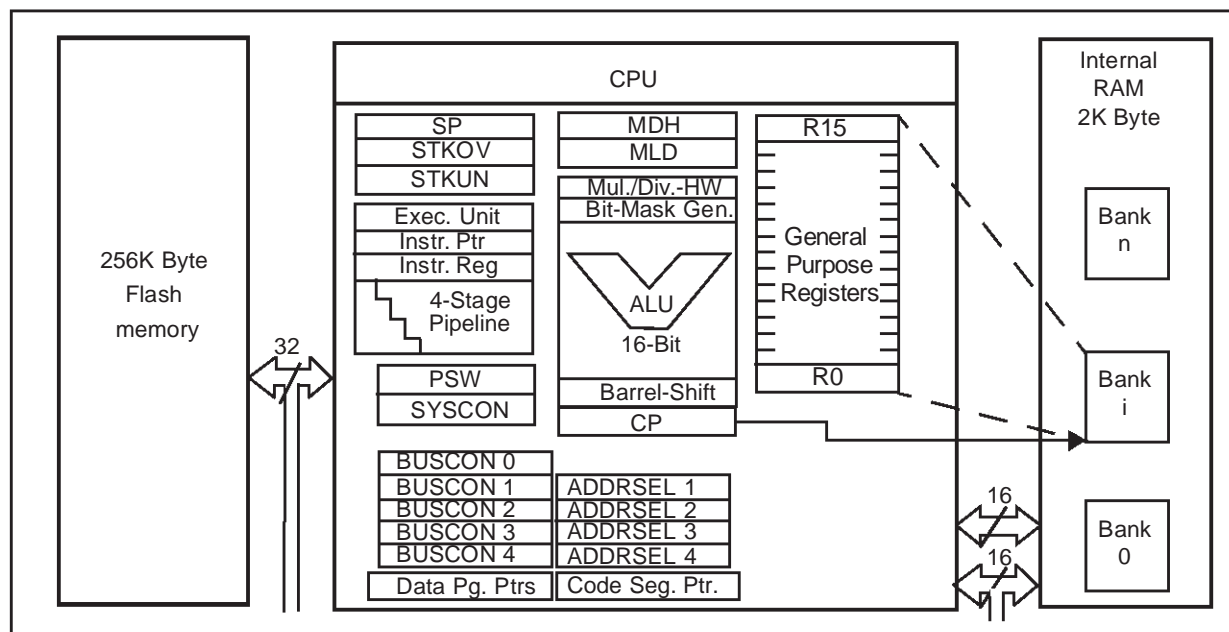 256K Byte
Flash
memory
32
CPU
SP
STKOV
STKUN
Exec. Unit
Instr. Ptr
Instr. Reg
4-Stage
Pipeline
PSW
SYSCON
BUSCON 0
BUSCON 1
BUSCON 2
BUSCON 3
BUSCON 4
Data Pg. Ptrs
MDH
MLD
Mul./Div.-HW
Bit-Mask Gen.
ALU
16-Bit
Barrel-Shift
CP
ADDRSEL 1
ADDRSEL 2
ADDRSEL 3
ADDRSEL 4
Code Seg. Ptr.
R15
General
Purpose
Registers
R0
16
16
Internal
RAM
2K Byte
Bank
n
Bank
i
Bank
0